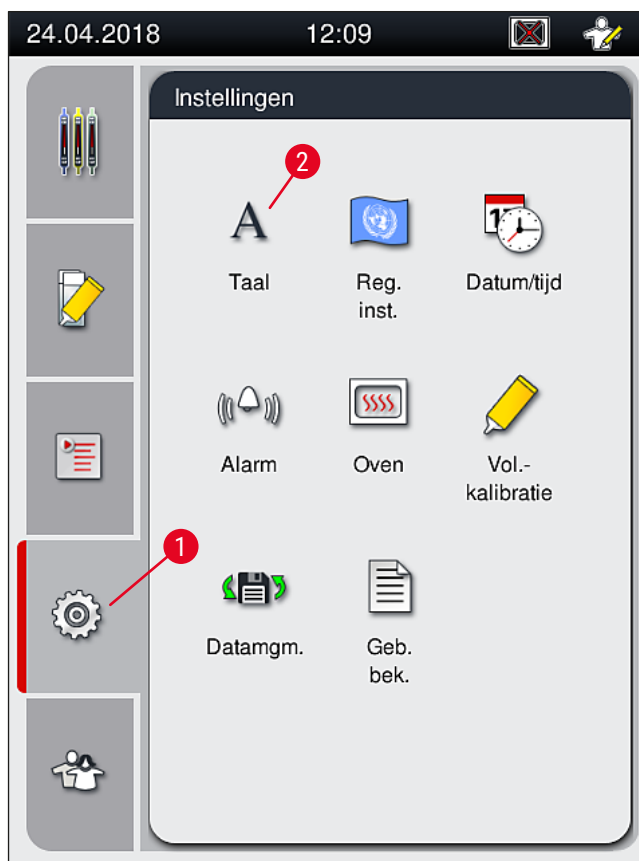 24.04.2018 12:09
Instellingen
2
Taal
Reg.
inst.
Datum/tijd
Alarm
Oven
Vol.-
kalibratie
1
Datamgm.
Geb.
bek.